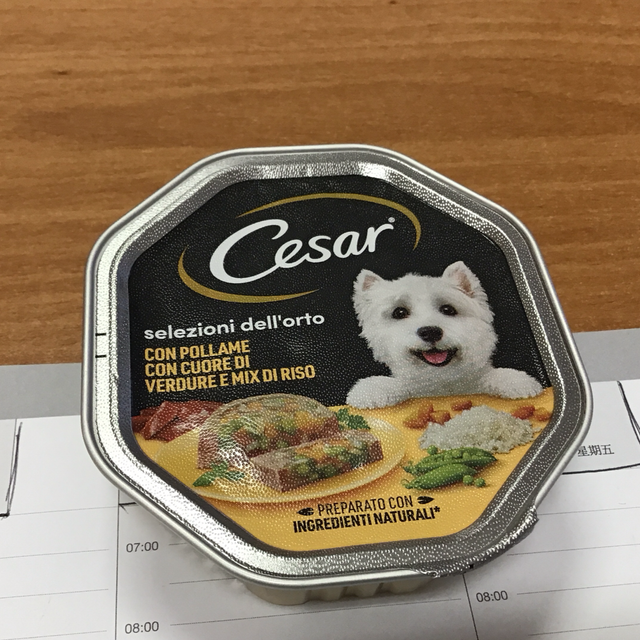 Cesar®
selezioni dell'orto
CON POLLAME
CON CUORE DI
VERDURE E MIX DI RISO
PREPARATO CON
INGREDIENTI NATURALI*
星期五
07:00
08:00
08:00